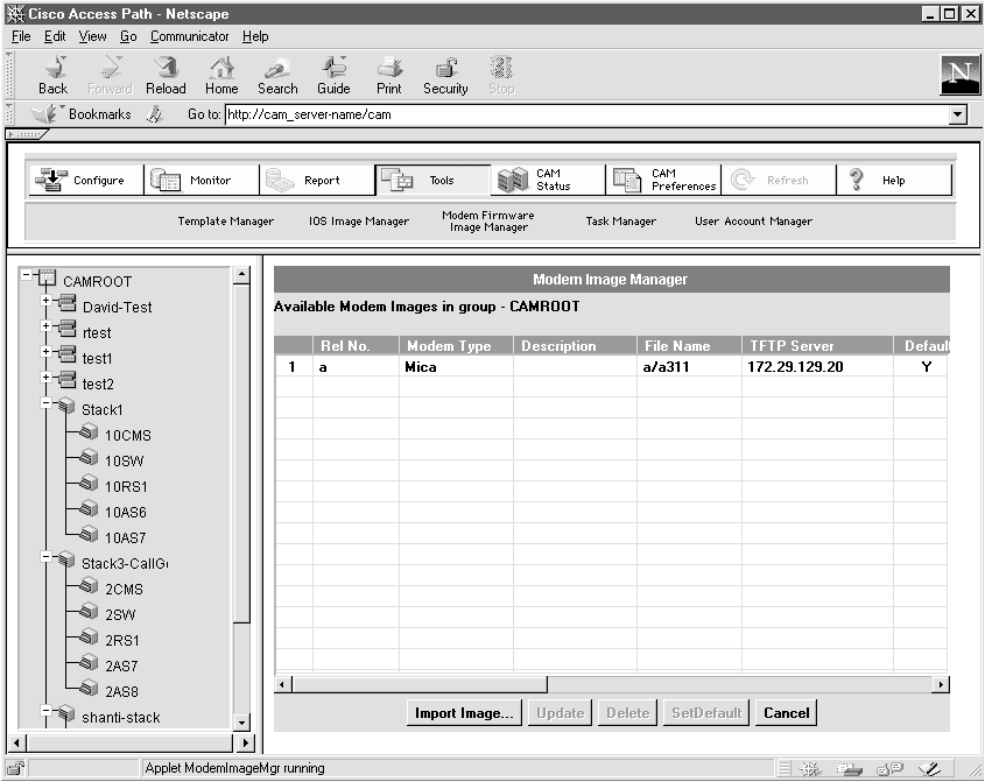 Cisco Access Path - Netscape
File Edit View Go Communicator Help
Back Forward Reload Home Search Guide Print Security Stop
N
Bookmarks Go to: http://cam_server-name/cam
Configure Monitor Report Tools CAM Status CAM Preferences Refresh Help
Template Manager IOS Image Manager Modem Firmware Image Manager Task Manager User Account Manager
CAMROOT
David-Test
rtest
test1
test2
Stack1
10CMS
10SW
10RS1
10AS6
10AS7
Stack3-CallG
2CMS
2SW
2RS1
2AS7
2AS8
shanti-stack
Modem Image Manager
Available Modem Images in group - CAMROOT
Rel No. Modem Type Description File Name TFTP Server Defaul
1 a Mica a/a311 172.29.129.20 Y
Import Image... Update Delete SetDefault Cancel
Applet ModemImageMgr running